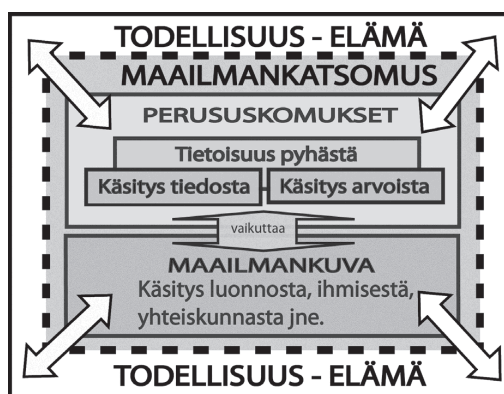 TODELLISUUS - ELÄMÄ
MAAILMANKATSOMUS
PERUSUSKOMUKSET
Tietoisuus pyhästä
Käsitys tiedosta
Käsitys arvoista
vaikuttaa
MAAILMANKUVA
Käsitys luonnosta, ihmisestä,
yhteiskunnasta jne.
TODELLISUUS - ELÄMÄ